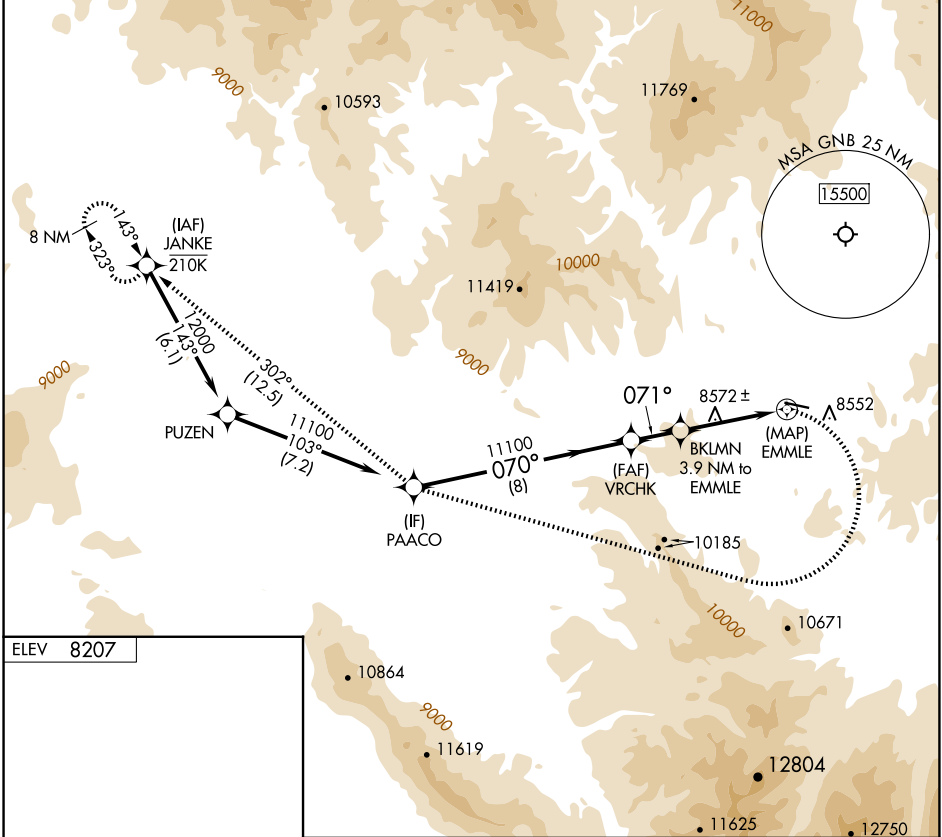 11000
9000
10593
11769
MSA GNB 25 NM
15500
(IAF)
JANKE
210K
8 NM
143°
323°
10000
11419
12000
143°
(6.1)
302°
(12.5)
9000
9000
071°
8572 ±
8552
PUZEN
11100
103°
(7.2)
11100
070°
(8)
(FAF)
VRCHK
BKLMN
3.9 NM to
EMMLE
(MAP)
EMMLE
(IF)
PAACO
10185
10000
10671
ELEV 8207
10864
9000
11619
12804
11625
12750